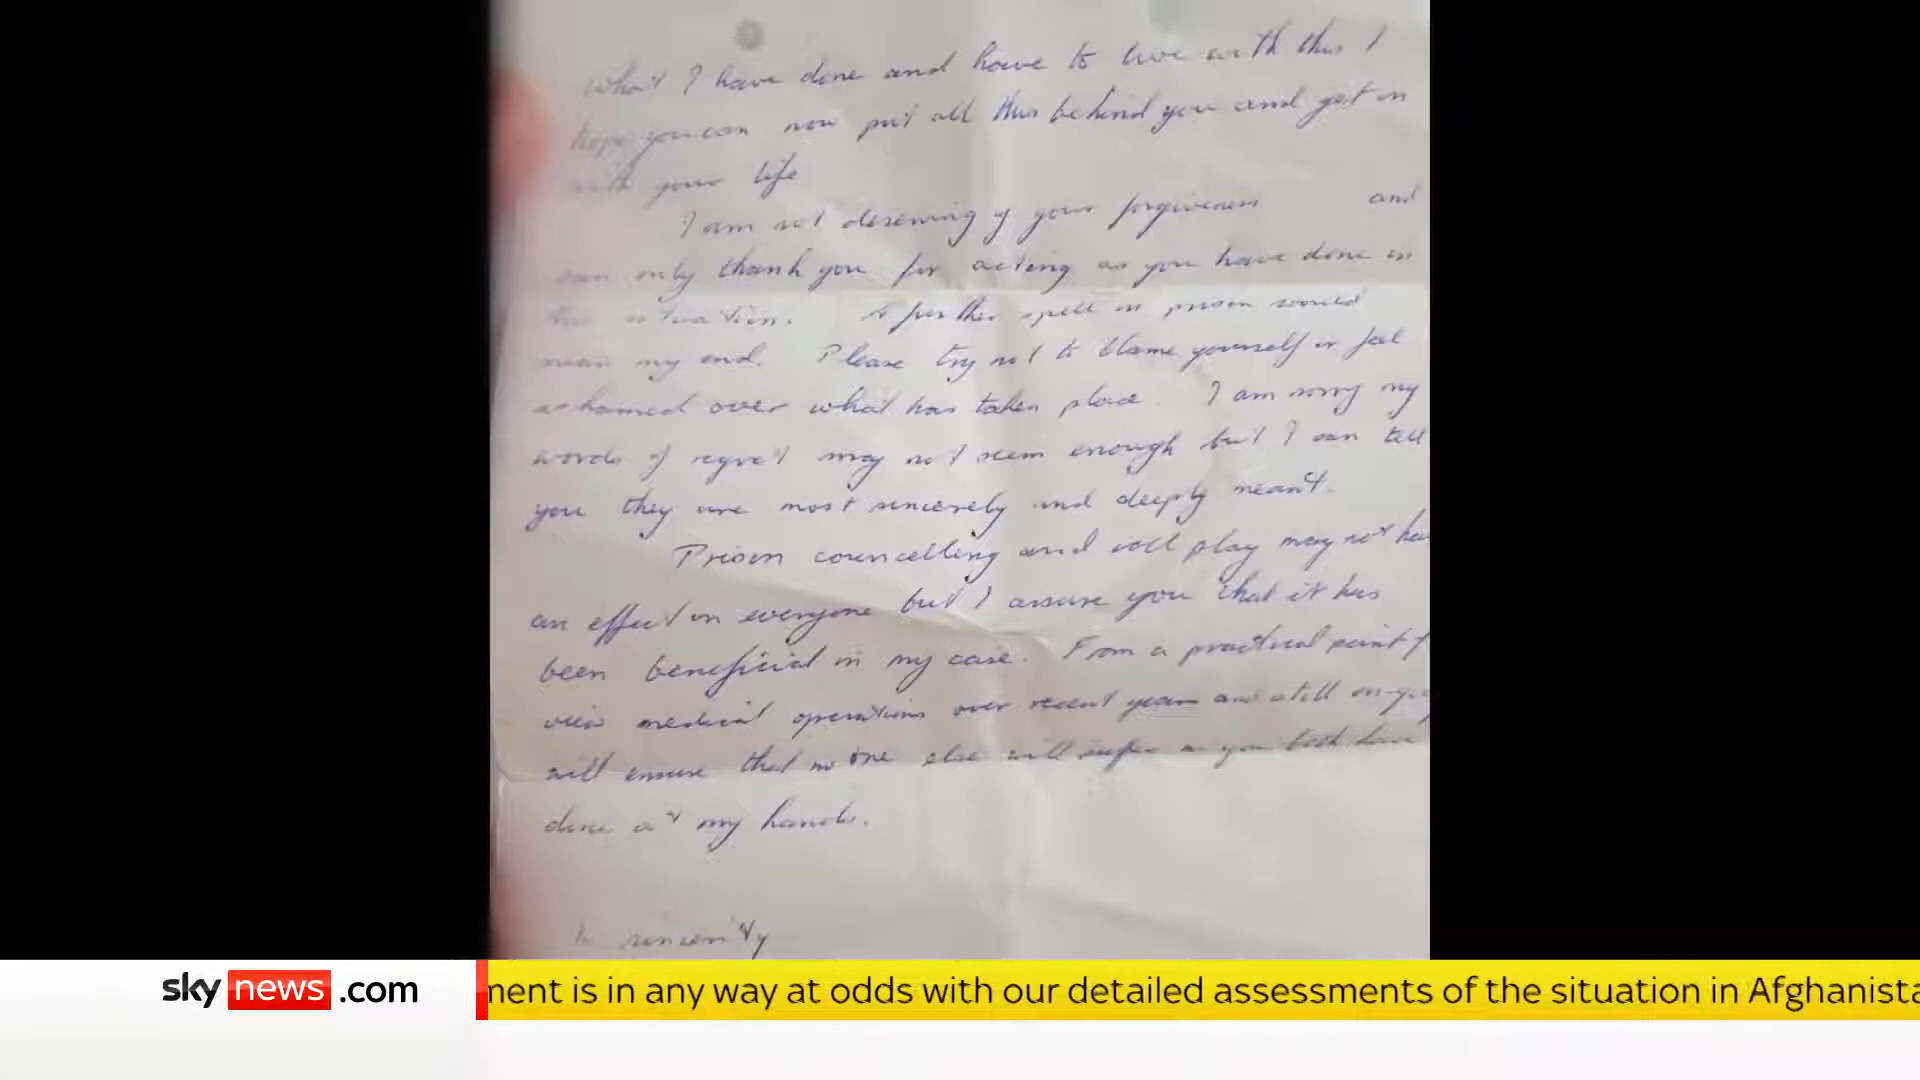 what I have done and have to live with this I
hope you can now put all this behind you and get on
with your life
I am not deserving of your forgiveness and
can only thank you for acting as you have done in
this situation. A further spell in prison would
mean my end. Please try not to blame yourself or feel
ashamed over what has taken place. I am sorry my
words of regret may not seem enough but I can tell
you they are most sincerely and deeply meant.
Prison councelling and roll play may not hav
an effect on everyone but I assure you that it has
been beneficial in my case. From a practical point of
view medical operations over recent years and still on-going
will ensure that no one else will suffer as you both have
done at my hands.
In sincerity
sky news .com
ment is in any way at odds with our detailed assessments of the situation in Afghanista